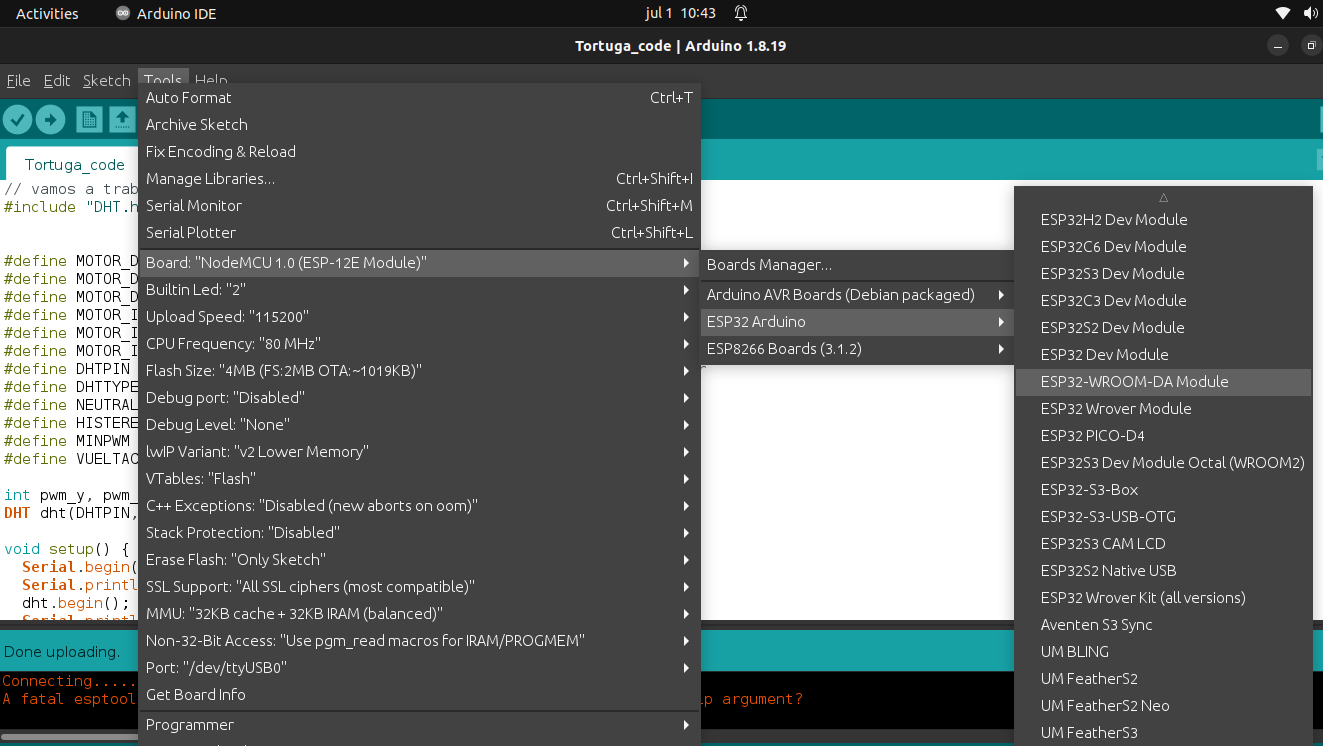 Activities
Arduino IDE
jul 1 10:43
Tortuga_code | Arduino 1.8.19
File Edit Sketch Tools Help
Tortuga_code
// vamos a trab
#include "DHT.h
#define MOTOR_D
#define MOTOR_D
#define MOTOR_D
#define MOTOR_I
#define MOTOR_I
#define MOTOR_I
#define DHTPIN
#define DHTTYPE
#define NEUTRAL
#define HISTERE
#define MINPWM
#define VUELTAC
int pwm_y, pwm_
DHT dht(DHTPIN,
void setup() {
Serial.begin(
Serial.printl
dht.begin();
Serial.printl
Done uploading.
Connecting.....
A fatal esptool
ip argument?
Auto Format Ctrl+T
Archive Sketch
Fix Encoding & Reload
Manage Libraries... Ctrl+Shift+I
Serial Monitor Ctrl+Shift+M
Serial Plotter Ctrl+Shift+L
Board: "NodeMCU 1.0 (ESP-12E Module)"
Builtin Led: "2"
Upload Speed: "115200"
CPU Frequency: "80 MHz"
Flash Size: "4MB (FS:2MB OTA:~1019KB)"
Debug port: "Disabled"
Debug Level: "None"
lwIP Variant: "v2 Lower Memory"
VTables: "Flash"
C++ Exceptions: "Disabled (new aborts on oom)"
Stack Protection: "Disabled"
Erase Flash: "Only Sketch"
SSL Support: "All SSL ciphers (most compatible)"
MMU: "32KB cache + 32KB IRAM (balanced)"
Non-32-Bit Access: "Use pgm_read macros for IRAM/PROGMEM"
Port: "/dev/ttyUSB0"
Get Board Info
Programmer
Boards Manager...
Arduino AVR Boards (Debian packaged)
ESP32 Arduino
ESP8266 Boards (3.1.2)
ESP32H2 Dev Module
ESP32C6 Dev Module
ESP32S3 Dev Module
ESP32C3 Dev Module
ESP32S2 Dev Module
ESP32 Dev Module
ESP32-WROOM-DA Module
ESP32 Wrover Module
ESP32 PICO-D4
ESP32S3 Dev Module Octal (WROOM2)
ESP32-S3-Box
ESP32-S3-USB-OTG
ESP32S3 CAM LCD
ESP32S2 Native USB
ESP32 Wrover Kit (all versions)
Aventen S3 Sync
UM BLING
UM FeatherS2
UM FeatherS2 Neo
UM FeatherS3